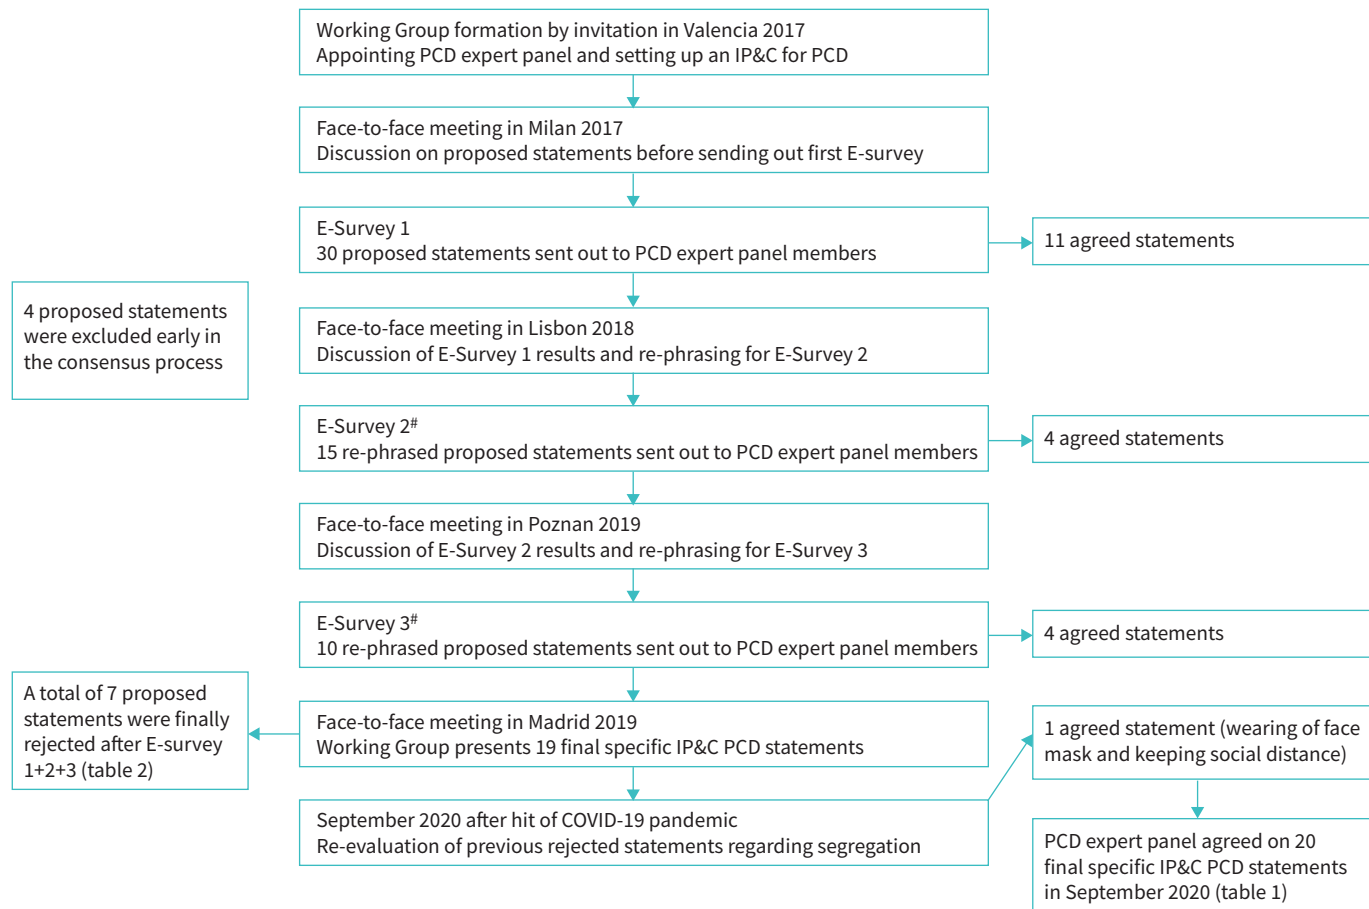 Working Group formation by invitation in Valencia 2017
Appointing PCD expert panel and setting up an IP&C for PCD
Face-to-face meeting in Milan 2017
Discussion on proposed statements before sending out first E-survey
E-Survey 1
30 proposed statements sent out to PCD expert panel members
11 agreed statements
4 proposed statements
were excluded early in
the consensus process
Face-to-face meeting in Lisbon 2018
Discussion of E-Survey 1 results and re-phrasing for E-Survey 2
E-Survey 2#
15 re-phrased proposed statements sent out to PCD expert panel members
4 agreed statements
Face-to-face meeting in Poznan 2019
Discussion of E-Survey 2 results and re-phrasing for E-Survey 3
E-Survey 3#
10 re-phrased proposed statements sent out to PCD expert panel members
4 agreed statements
A total of 7 proposed
statements were finally
rejected after E-survey
1+2+3 (table 2)
Face-to-face meeting in Madrid 2019
Working Group presents 19 final specific IP&C PCD statements
1 agreed statement (wearing of face
mask and keeping social distance)
September 2020 after hit of COVID-19 pandemic
Re-evaluation of previous rejected statements regarding segregation
PCD expert panel agreed on 20
final specific IP&C PCD statements
in September 2020 (table 1)